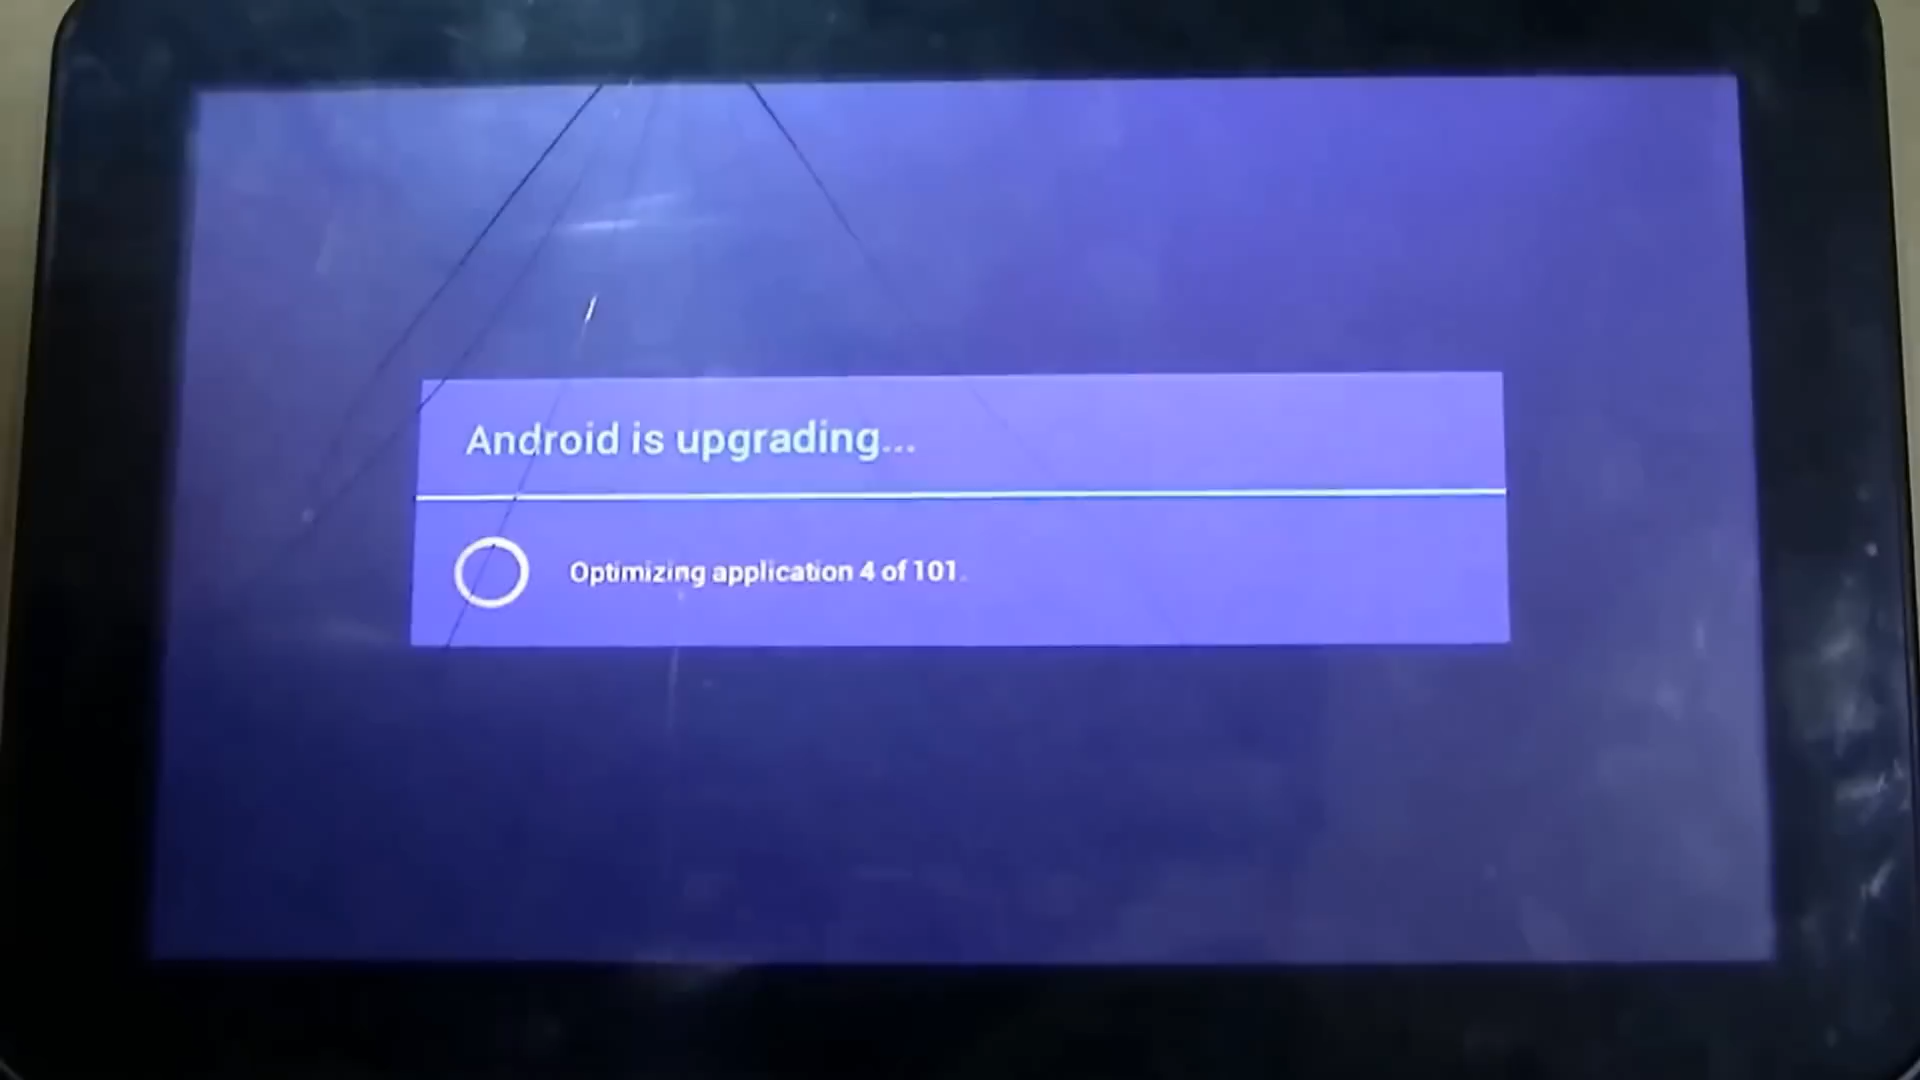 Android is upgrading...
Optimizing application 4 of 101.